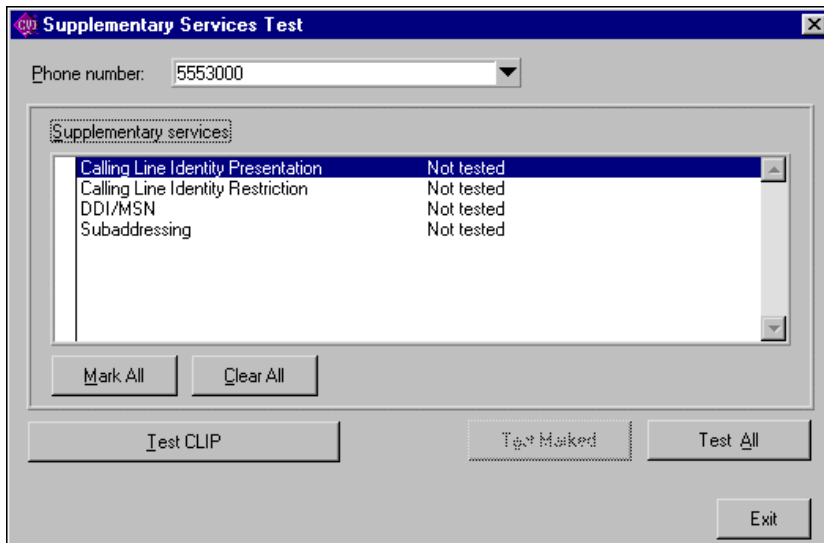 CVI Supplementary Services Test
Phone number: 5553000
Supplementary services
Calling Line Identity Presentation Not tested
Calling Line Identity Restriction Not tested
DDI/MSN Not tested
Subaddressing Not tested
Mark All Clear All
Test CLIP Test Marked Test All
Exit